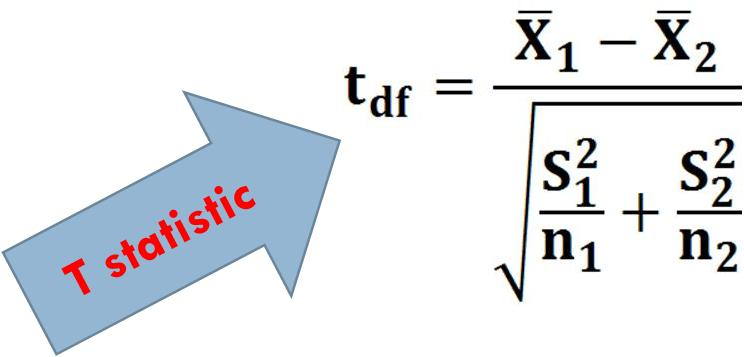 T statistic
t_df = (X̄₁ − X̄₂) / √(S₁²/n₁ + S₂²/n₂)